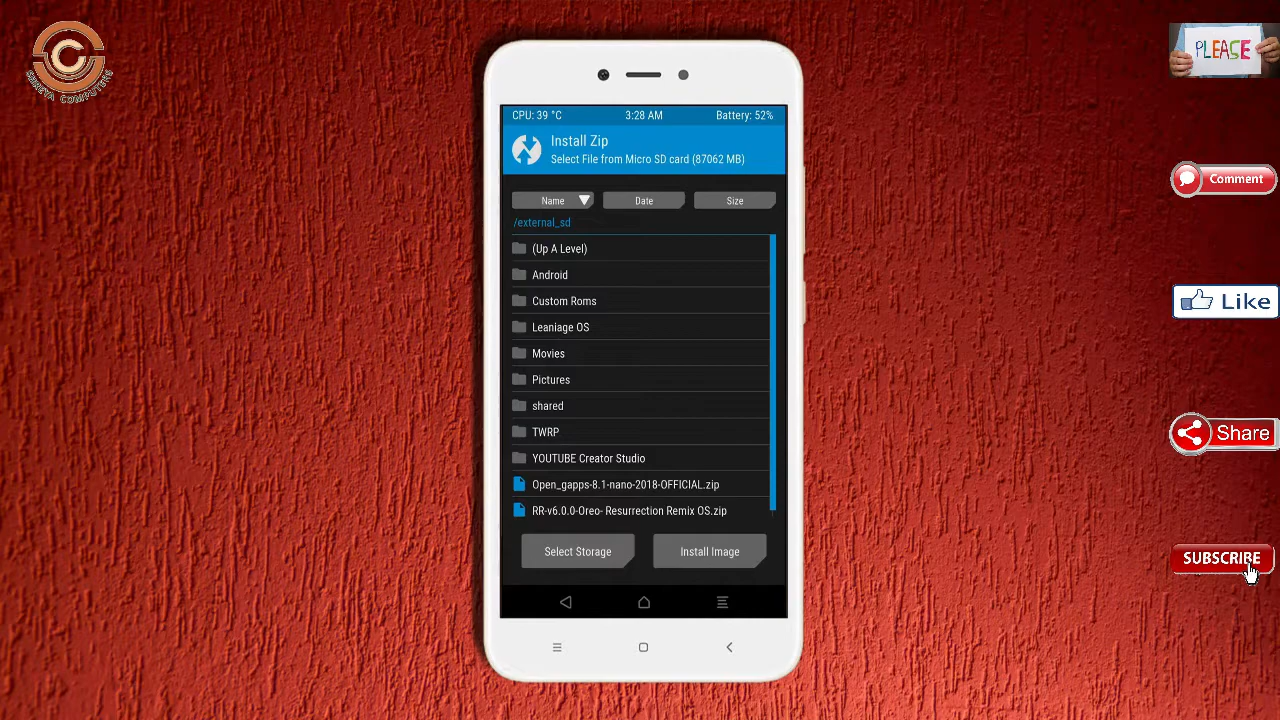 C
SHREYA COMPUTERS
PLEASE
CPU: 39 °C 3:28 AM Battery: 52%
Install Zip
Select File from Micro SD card (87062 MB)
Name Date Size
/external_sd
(Up A Level)
Android
Custom Roms
Leaniage OS
Movies
Pictures
shared
TWRP
YOUTUBE Creator Studio
Open_gapps-8.1-nano-2018-OFFICIAL.zip
RR-v6.0.0-Oreo- Resurrection Remix OS.zip
Select Storage Install Image
Comment
Like
Share
SUBSCRIBE